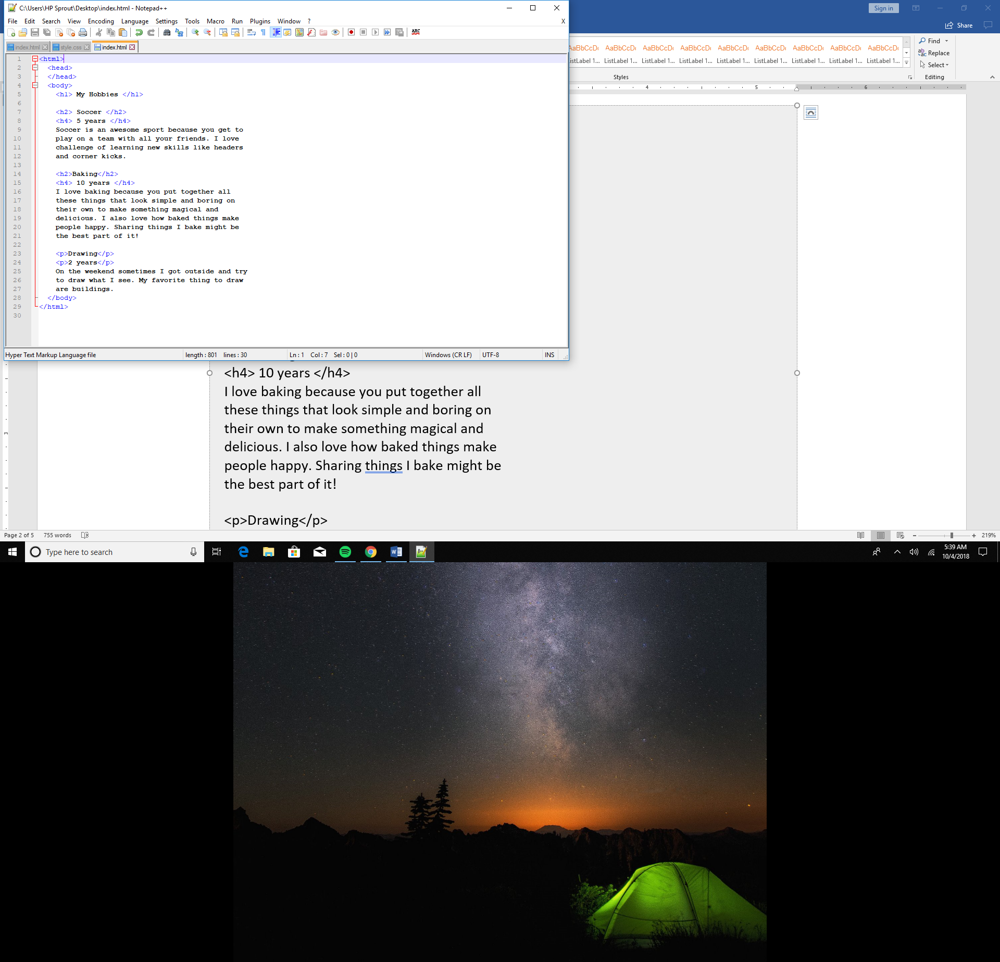 C:\Users\HP Sprout\Desktop\index.html - Notepad++
File Edit Search View Encoding Language Settings Tools Macro Run Plugins Window ? X
ABC
index.html style.css index.html
1 <html>
2 <head>
3 </head>
4 <body>
5 <h1> My Hobbies </h1>
6
7 <h2> Soccer </h2>
8 <h4> 5 years </h4>
9 Soccer is an awesome sport because you get to
10 play on a team with all your friends. I love
11 challenge of learning new skills like headers
12 and corner kicks.
13
14 <h2>Baking</h2>
15 <h4> 10 years </h4>
16 I love baking because you put together all
17 these things that look simple and boring on
18 their own to make something magical and
19 delicious. I also love how baked things make
20 people happy. Sharing things I bake might be
21 the best part of it!
22
23 <p>Drawing</p>
24 <p>2 years</p>
25 On the weekend sometimes I got outside and try
26 to draw what I see. My favorite thing to draw
27 are buildings.
28 </body>
29 </html>
30
Hyper Text Markup Language file length : 801 lines : 30 Ln : 1 Col : 7 Sel : 0 | 0 Windows (CR LF) UTF-8 INS
Sign in
Share
AaBbCcDc AaBbCcDc AaBbCcDc AaBbCcDc AaBbCcDc AaBbCcDc AaBbCcDc AaBbCcDc AaBbCcDc
ListLabel 1... ListLabel 1... ListLabel 1... ListLabel 1... ListLabel 1... ListLabel 1... ListLabel 1... ListLabel 1... ListLabel 1...
Styles
Find
Replace
Select
Editing
4 5 6
3
<h4> 10 years </h4>
I love baking because you put together all
these things that look simple and boring on
their own to make something magical and
delicious. I also love how baked things make
people happy. Sharing things I bake might be
the best part of it!
<p>Drawing</p>
Page 2 of 5 755 words 219%
Type here to search
5:39 AM
10/4/2018